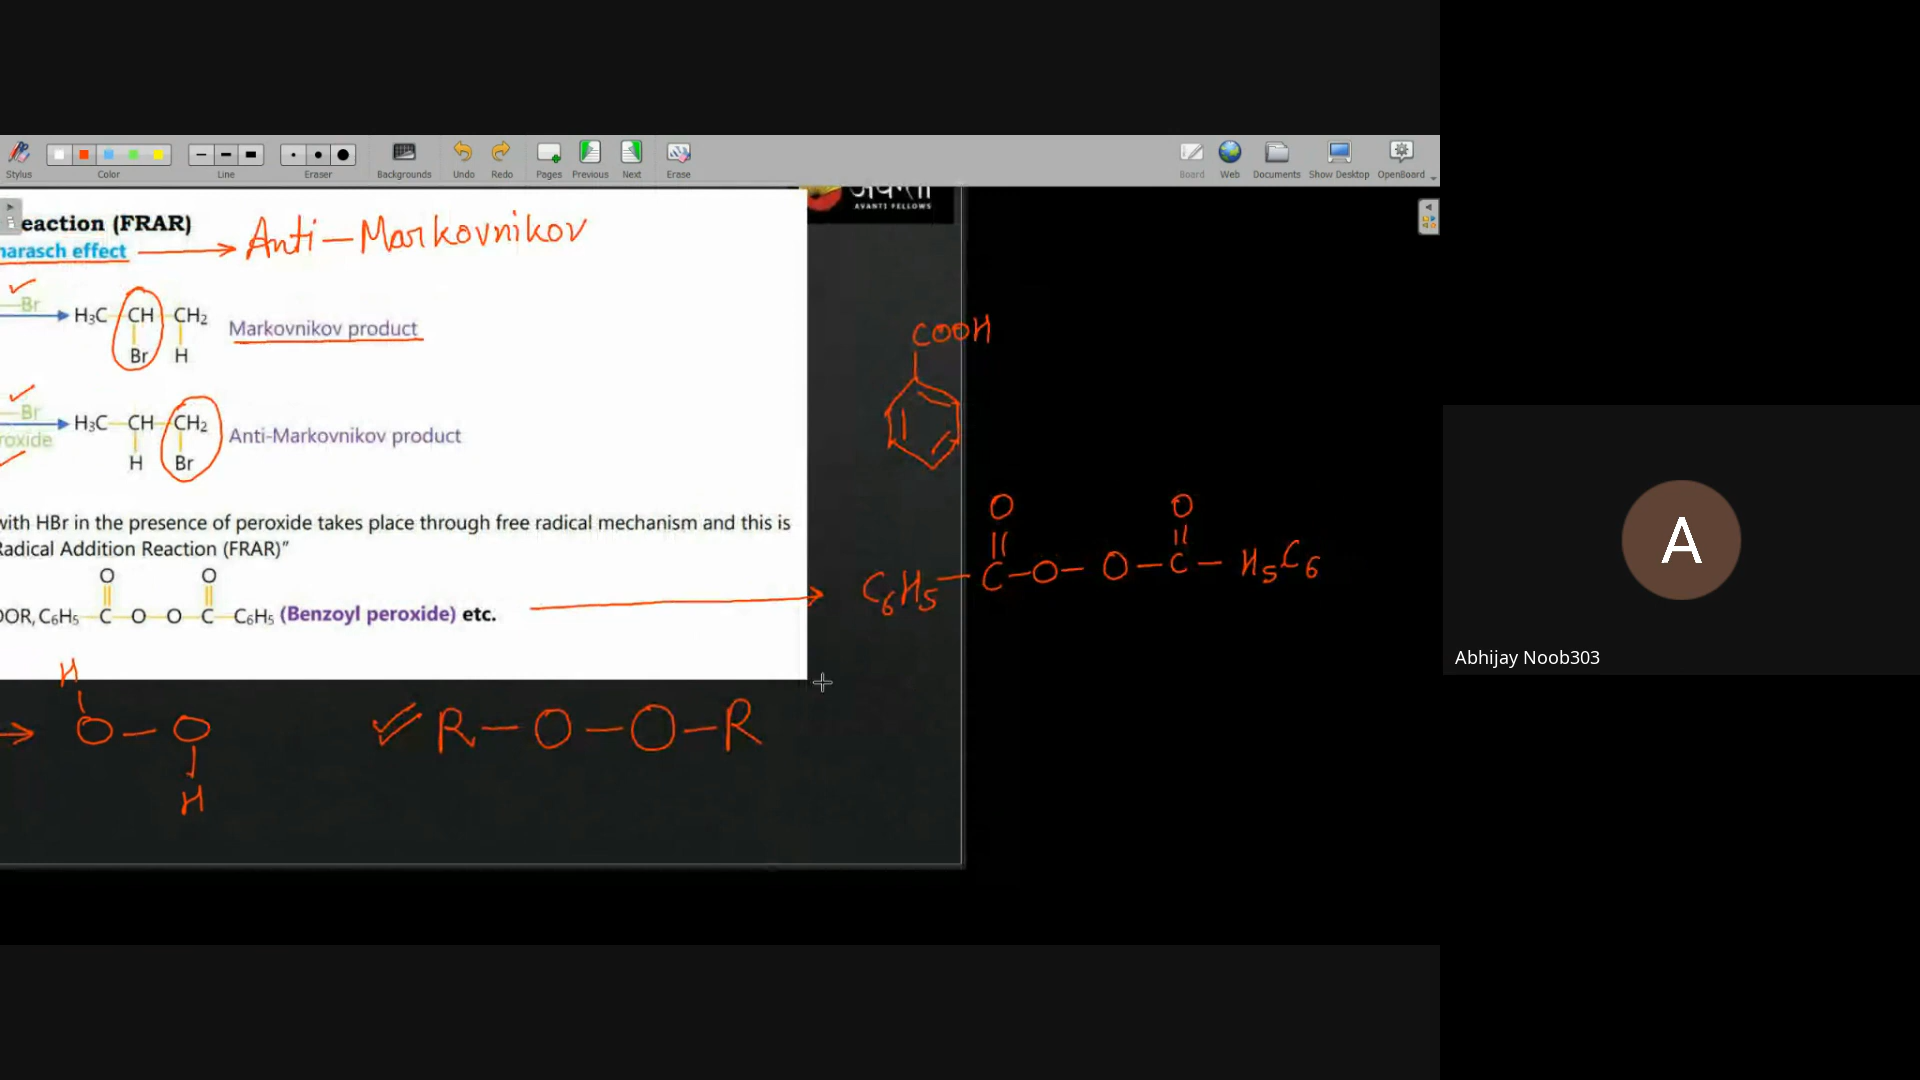 Stylus Color Line Eraser Backgrounds Undo Redo Pages Previous Next Erase Board Web Documents Show Desktop OpenBoard
AVANTI FELLOWS
eaction (FRAR)
harasch effect → Anti-Markovnikov
Br
H₃C CH CH₂ Markovnikov product
Br H
COOH
Br
roxide
H₃C CH CH₂ Anti-Markovnikov product
H Br
with HBr in the presence of peroxide takes place through free radical mechanism and this is
Radical Addition Reaction (FRAR)”
O O
OOR, C₆H₅ C O O C C₆H₅ (Benzoyl peroxide) etc.
O O
C₆H₅ – C – O – O – C – H₅C₆
H
O – O
H
R – O – O – R
A
Abhijay Noob303